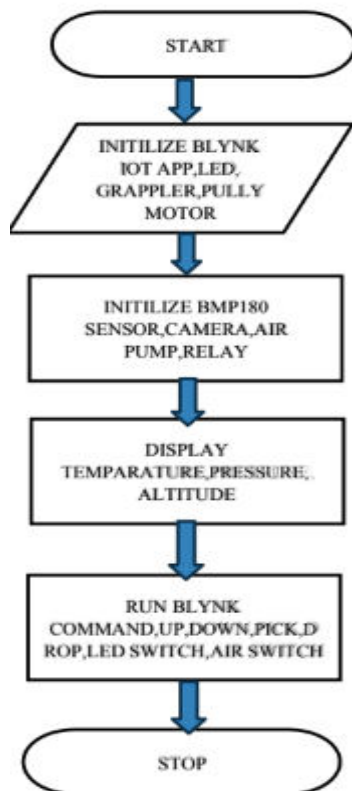 START
INITILIZE BLYNK
IOT APP,LED,
GRAPPLER,PULLY
MOTOR
INITILIZE BMP180
SENSOR,CAMERA,AIR
PUMP,RELAY
DISPLAY
TEMPARATURE,PRESSURE,
ALTITUDE
RUN BLYNK
COMMAND,UP,DOWN,PICK,D
ROP,LED SWITCH,AIR SWITCH
STOP